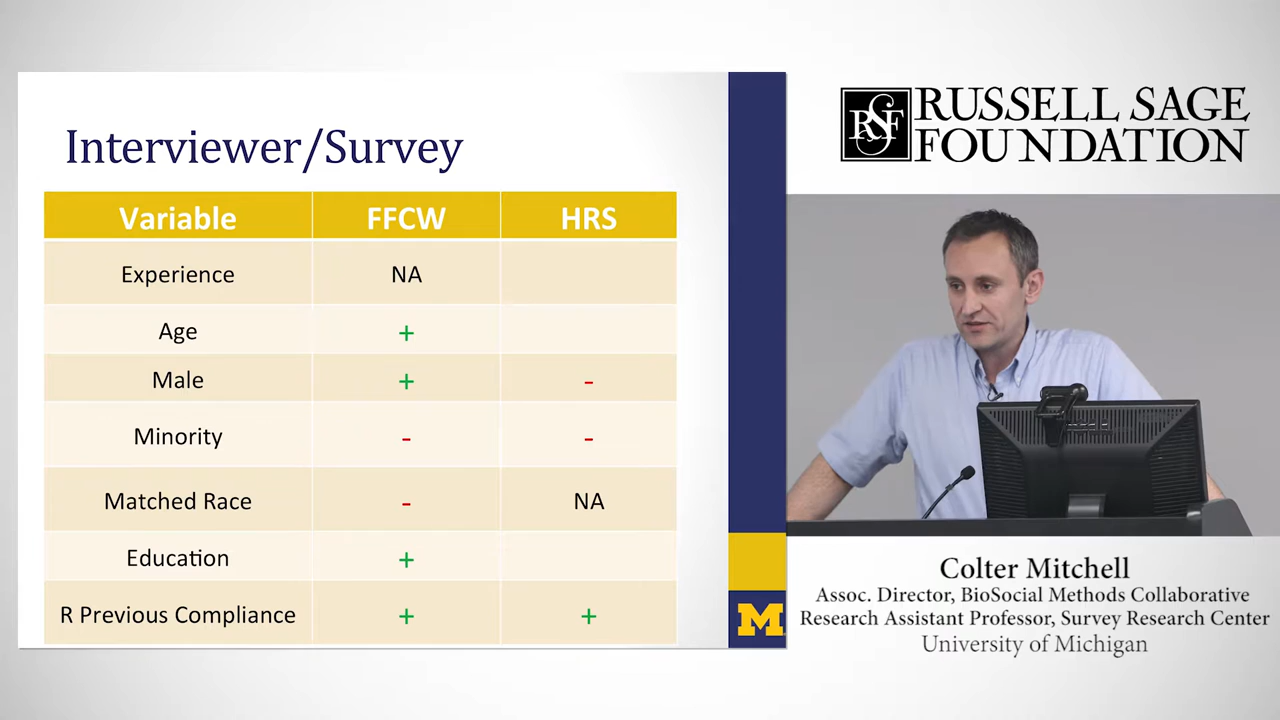 Interviewer/Survey
Variable FFCW HRS
Experience NA
Age +
Male + -
Minority - -
Matched Race - NA
Education +
R Previous Compliance + +
M
RSF RUSSELL SAGE
FOUNDATION
Colter Mitchell
Assoc. Director, BioSocial Methods Collaborative
Research Assistant Professor, Survey Research Center
University of Michigan